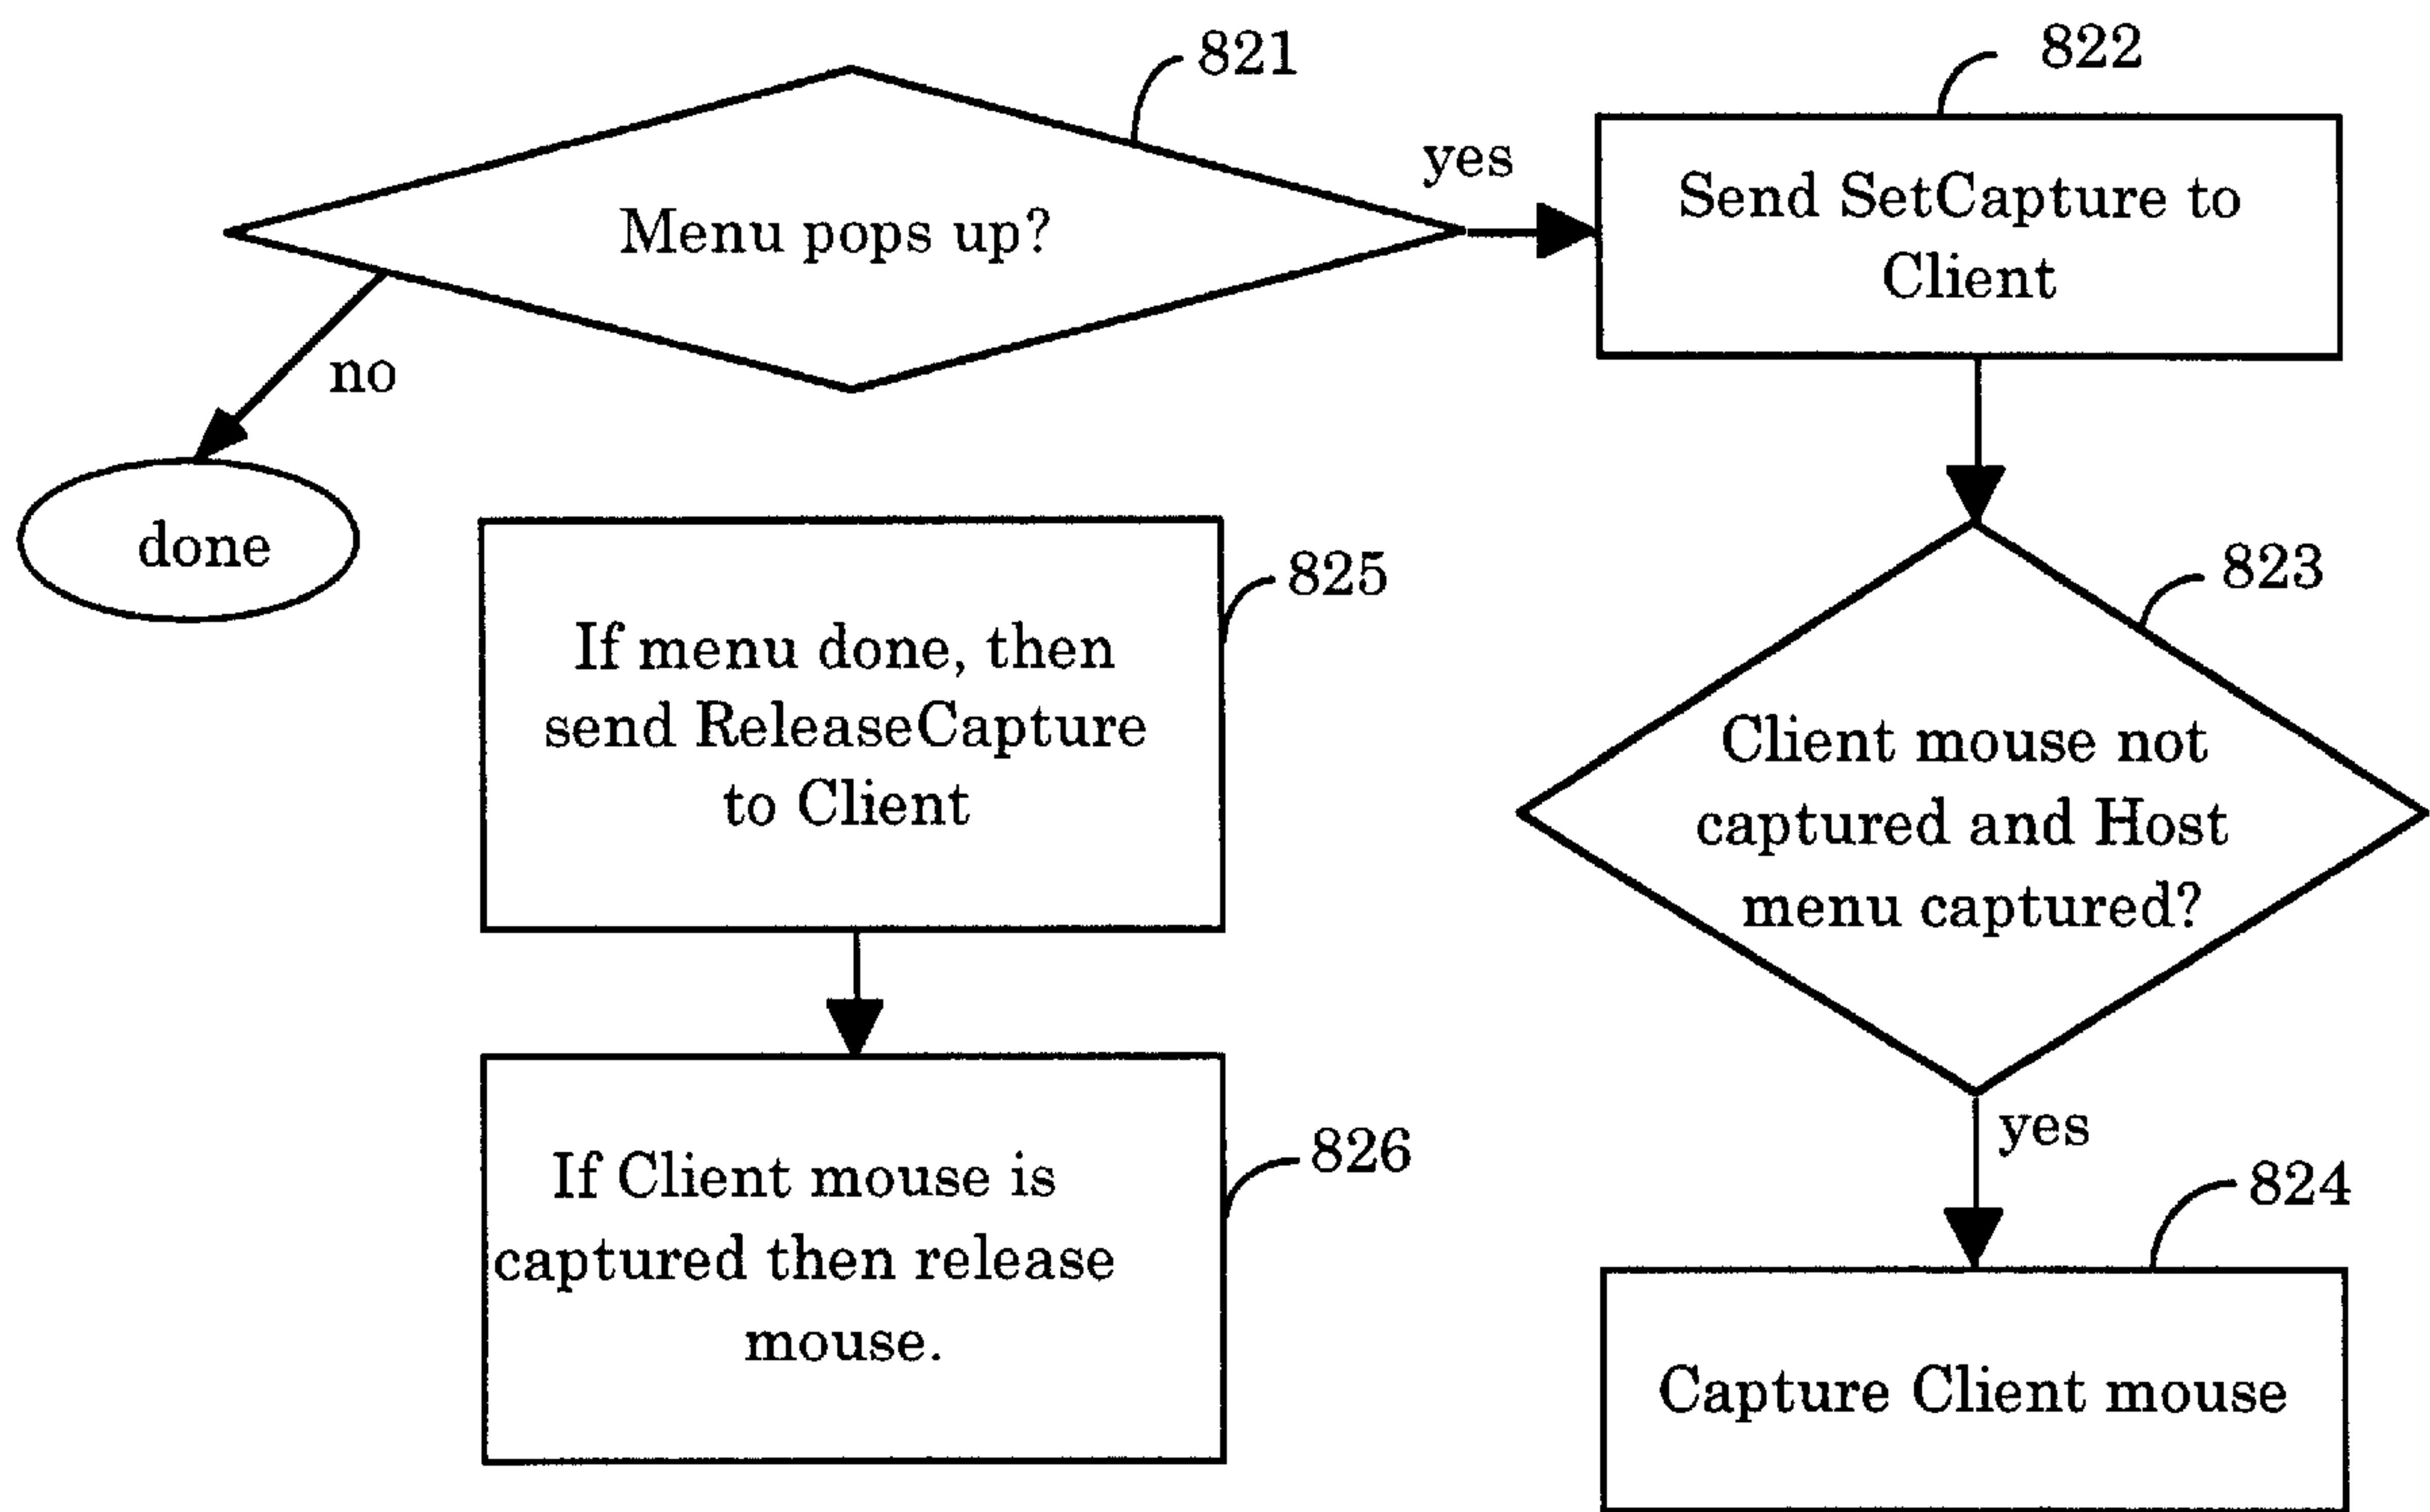 821
Menu pops up?
yes
no
done
822
Send SetCapture to
Client
823
Client mouse not
captured and Host
menu captured?
yes
824
Capture Client mouse
825
If menu done, then
send ReleaseCapture
to Client
826
If Client mouse is
captured then release
mouse.